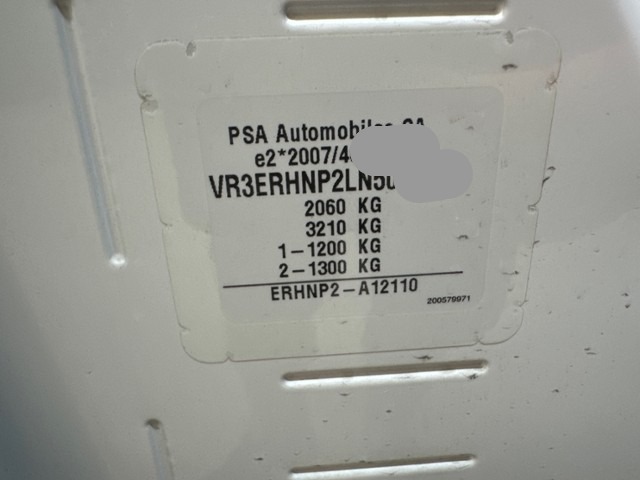 PSA Automobiles SA
e2*2007/4
VR3ERHNP2LN5
2060 KG
3210 KG
1-1200 KG
2-1300 KG
ERHNP2-A12110
200579971